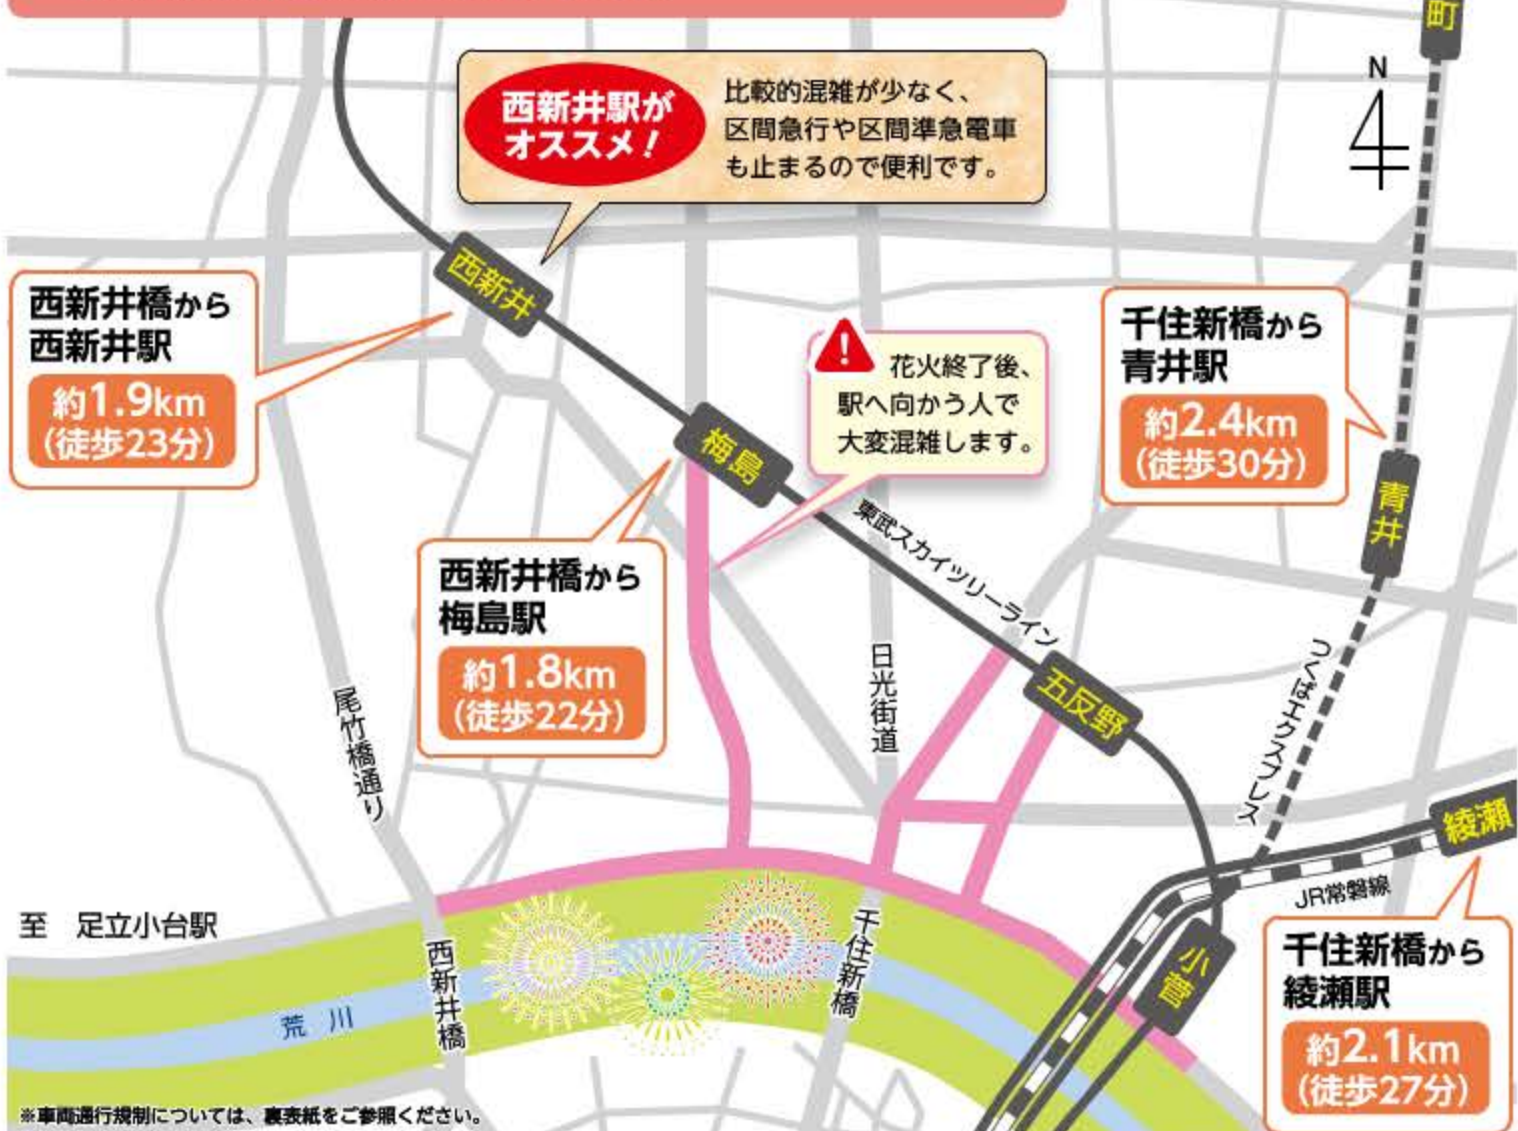 町
N
西新井駅が
オススメ！
比較的混雑が少なく、
区間急行や区間準急電車
も止まるので便利です。
西新井
西新井橋から
西新井駅
約1.9km
(徒歩23分)
!
花火終了後、
駅へ向かう人で
大変混雑します。
千住新橋から
青井駅
約2.4km
(徒歩30分)
梅島
青井
東武スカイツリーライン
西新井橋から
梅島駅
約1.8km
(徒歩22分)
日光街道
五反野
つくばエクスプレス
尾竹橋通り
綾瀬
JR常磐線
至　足立小台駅
西新井橋
千住新橋
小菅
千住新橋から
綾瀬駅
約2.1km
(徒歩27分)
荒川
※車両通行規制については、裏表紙をご参照ください。